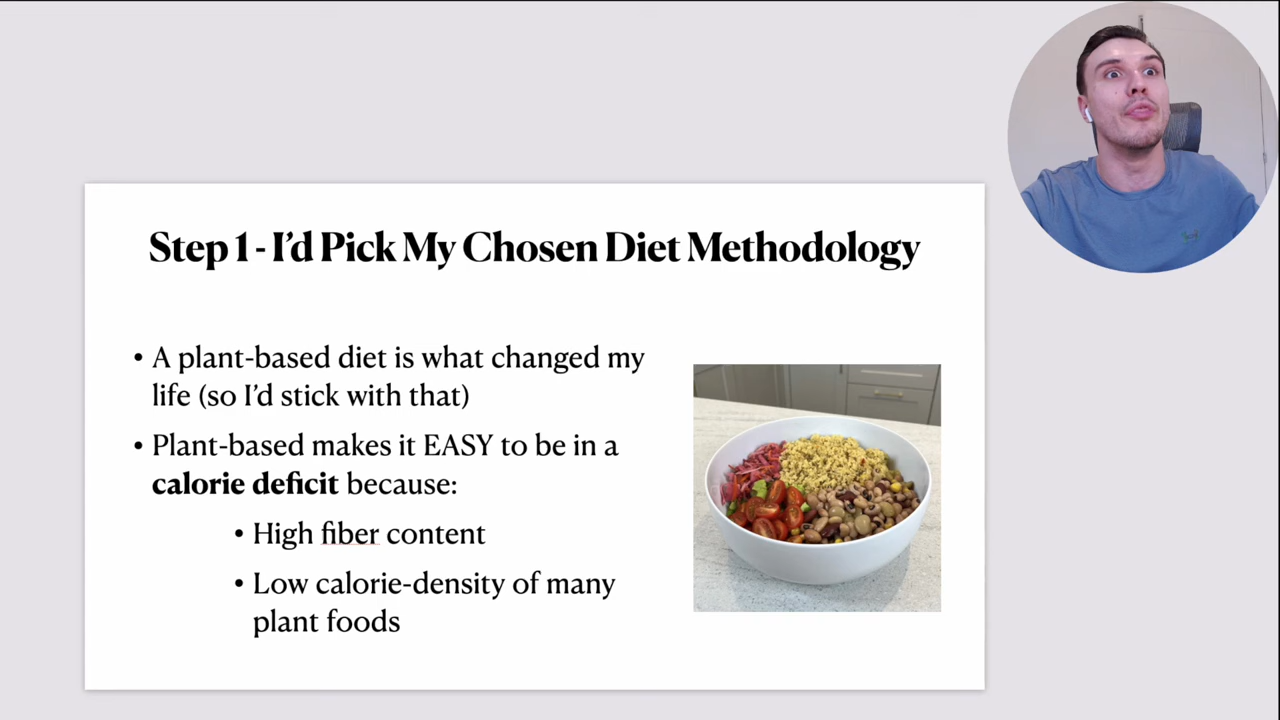 Step 1 - I’d Pick My Chosen Diet Methodology
• A plant-based diet is what changed my
life (so I’d stick with that)
• Plant-based makes it EASY to be in a
calorie deficit because:
• High fiber content
• Low calorie-density of many
plant foods